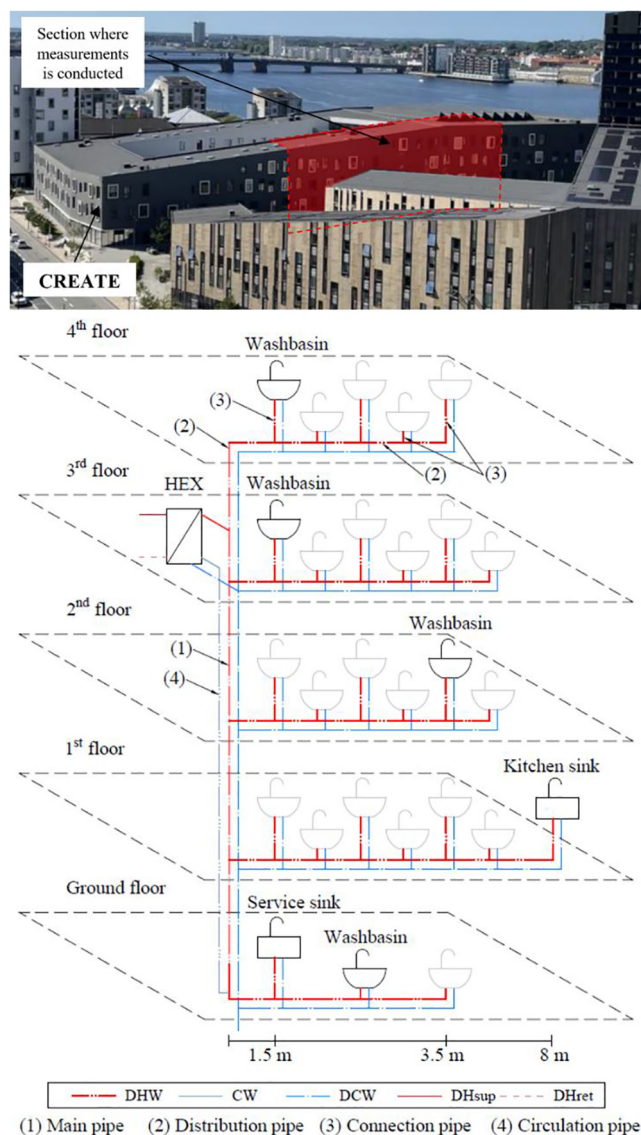 Section where
measurements
is conducted
CREATE
4th floor
Washbasin
(3)
(2)
(2)
(3)
3rd floor
HEX
Washbasin
2nd floor
Washbasin
(1)
(4)
1st floor
Kitchen sink
Ground floor
Service sink
Washbasin
1.5 m 3.5 m 8 m
DHW CW DCW DHsup DHret
(1) Main pipe (2) Distribution pipe (3) Connection pipe (4) Circulation pipe